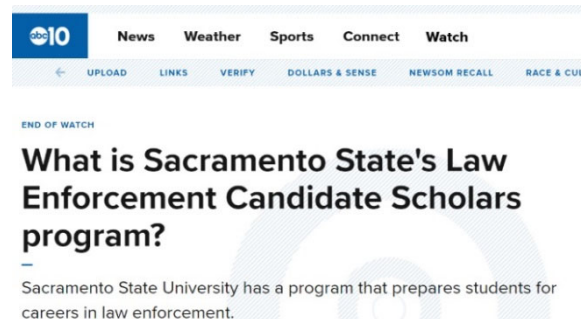 abc10 News Weather Sports Connect Watch
← UPLOAD LINKS VERIFY DOLLARS & SENSE NEWSOM RECALL RACE & CUL
END OF WATCH
What is Sacramento State's Law
Enforcement Candidate Scholars
program?
Sacramento State University has a program that prepares students for
careers in law enforcement.